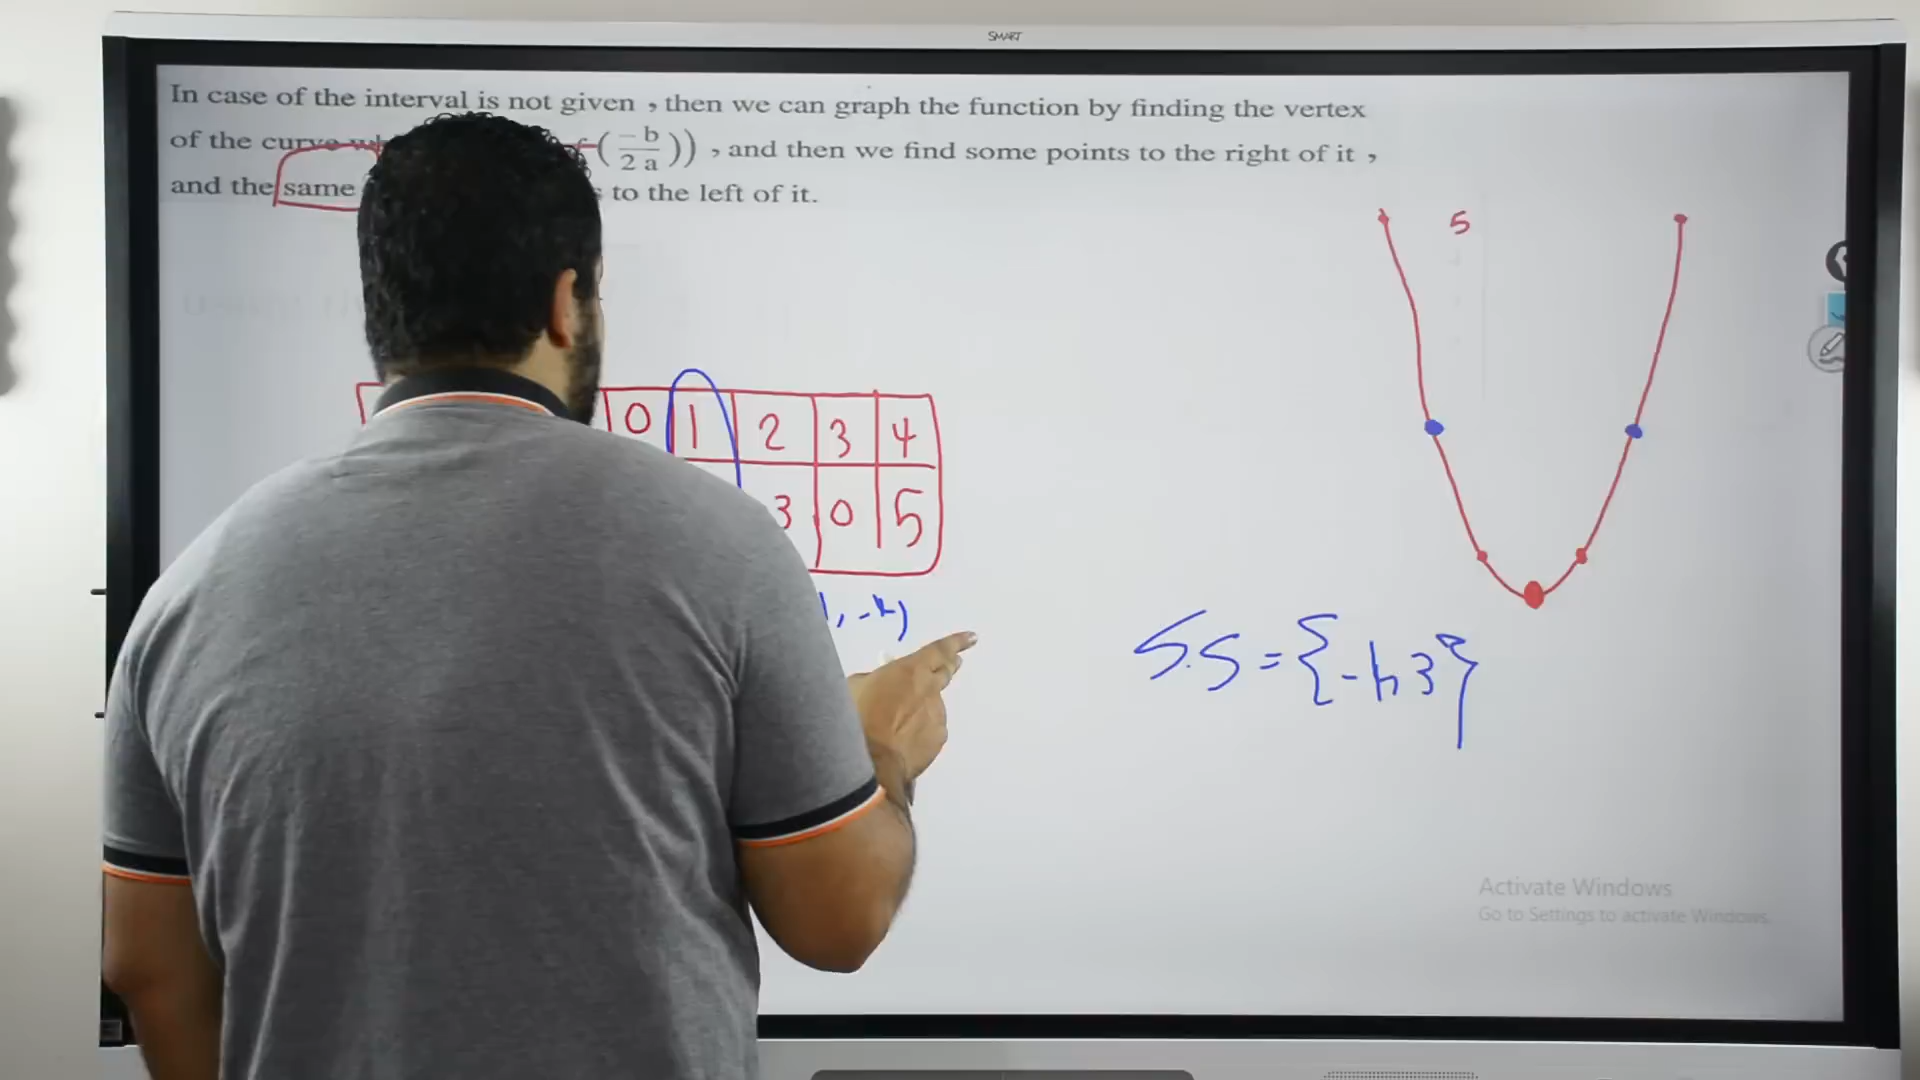 SMART
In case of the interval is not given , then we can graph the function by finding the vertex
of the curve (-b/2a)) , and then we find some points to the right of it ,
and the same to the left of it.
5
0 1 2 3 4
3 0 5
S.S = {-1, 3}
Activate Windows
Go to Settings to activate Windows.